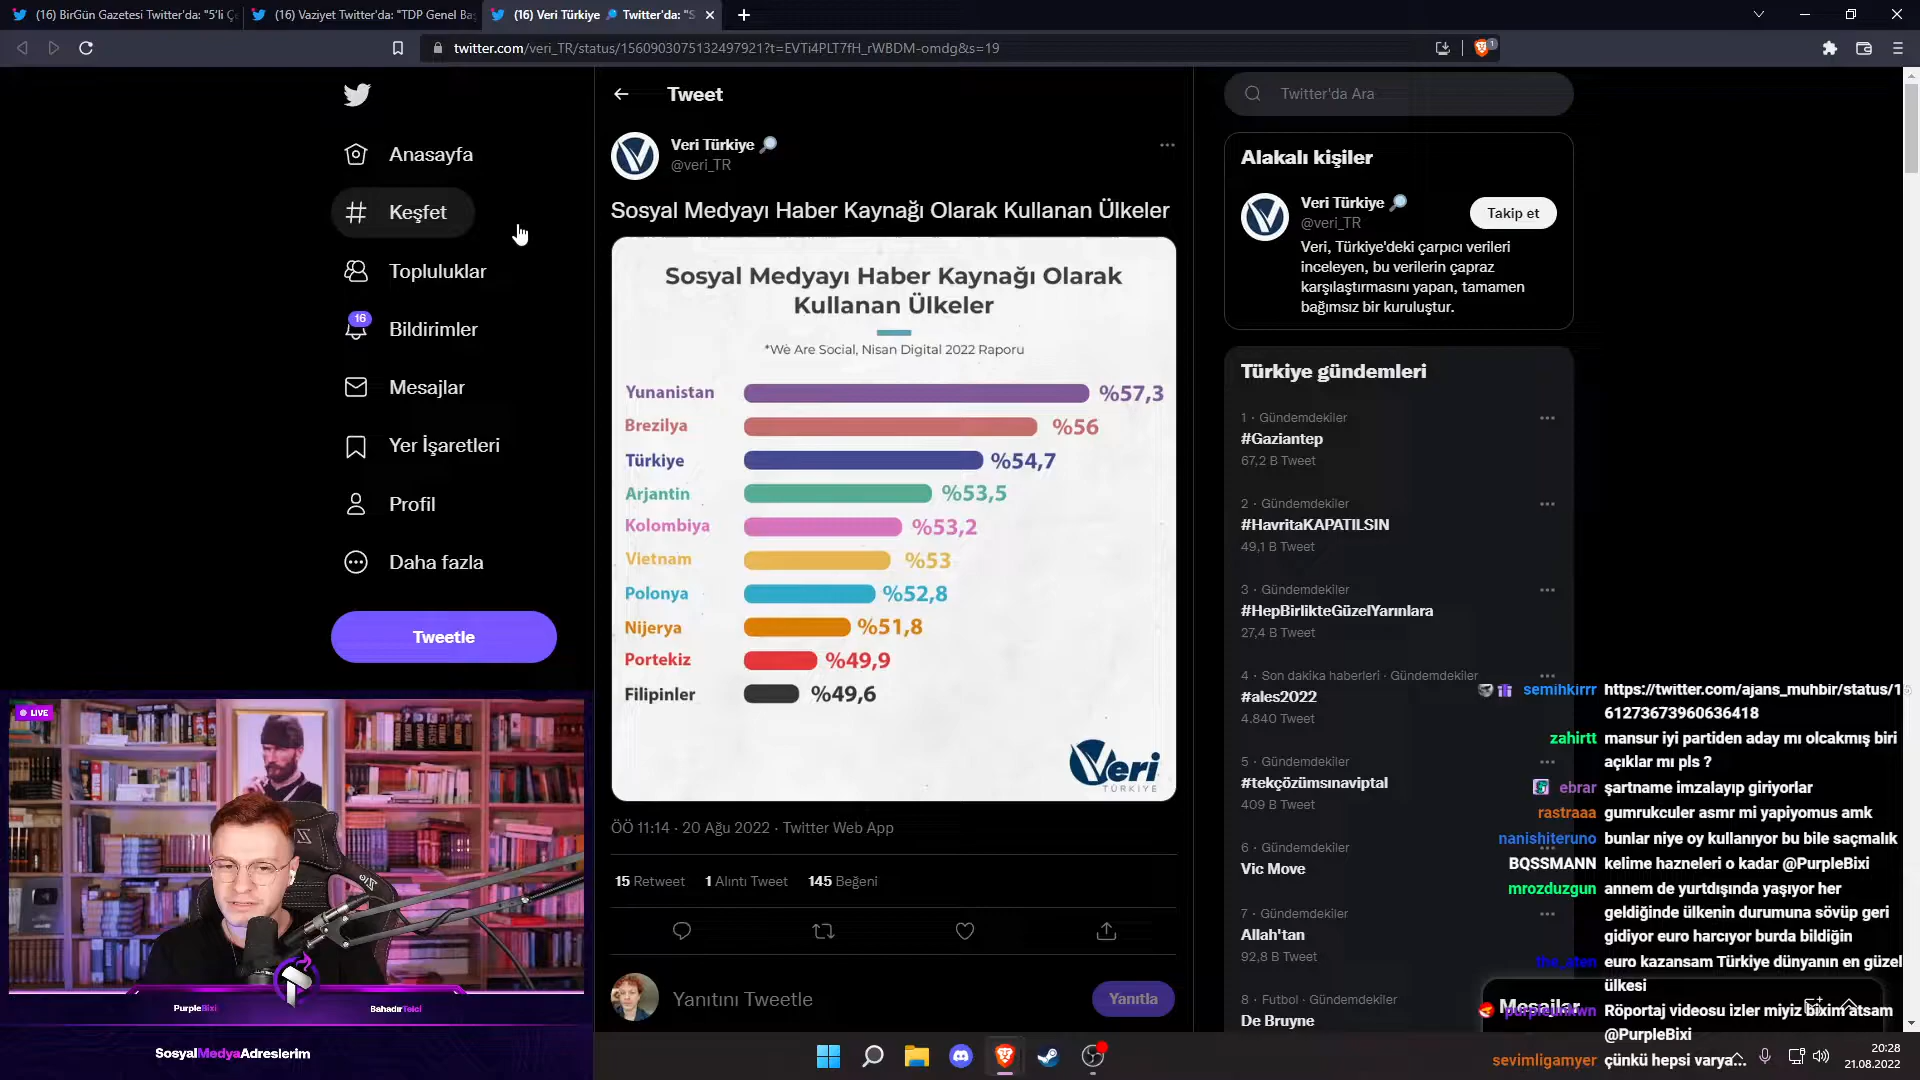 (16) BirGün Gazetesi Twitter'da: "5'li Çe
(16) Vaziyet Twitter'da: "TDP Genel Baş
(16) Veri Türkiye 🔎 Twitter'da: "S
twitter.com/veri_TR/status/1560903075132497921?t=EVTi4PLT7fH_rWBDM-omdg&s=19
1
Anasayfa
Keşfet
Topluluklar
16
Bildirimler
Mesajlar
Yer İşaretleri
Profil
Daha fazla
Tweetle
Tweet
Veri Türkiye 🔎
@veri_TR
Sosyal Medyayı Haber Kaynağı Olarak Kullanan Ülkeler
Sosyal Medyayı Haber Kaynağı Olarak
Kullanan Ülkeler
*We Are Social, Nisan Digital 2022 Raporu
Yunanistan %57,3
Brezilya %56
Türkiye %54,7
Arjantin %53,5
Kolombiya %53,2
Vietnam %53
Polonya %52,8
Nijerya %51,8
Portekiz %49,9
Filipinler %49,6
Veri
TÜRKİYE
ÖÖ 11:14 · 20 Ağu 2022 · Twitter Web App
15 Retweet 1 Alıntı Tweet 145 Beğeni
Yanıtını Tweetle
Yanıtla
Twitter'da Ara
Alakalı kişiler
Veri Türkiye 🔎
@veri_TR
Takip et
Veri, Türkiye'deki çarpıcı verileri
inceleyen, bu verilerin çapraz
karşılaştırmasını yapan, tamamen
bağımsız bir kuruluştur.
Türkiye gündemleri
1 · Gündemdekiler
#Gaziantep
67,2 B Tweet
2 · Gündemdekiler
#HavritaKAPATILSIN
49,1 B Tweet
3 · Gündemdekiler
#HepBirlikteGüzelYarınlara
27,4 B Tweet
4 · Son dakika haberleri · Gündemdekiler
#ales2022
4.840 Tweet
5 · Gündemdekiler
#tekçözümsınaviptal
409 B Tweet
6 · Gündemdekiler
Vic Move
7 · Gündemdekiler
Allah'tan
92,8 B Tweet
8 · Futbol · Gündemdekiler
De Bruyne
Mesajlar
semihkirrr https://twitter.com/ajans_muhbir/status/15
61273673960636418
zahirtt mansur iyi partiden aday mı olcakmış biri
açıklar mı pls ?
ebrar şartname imzalayıp giriyorlar
rastraaa gumrukculer asmr mi yapiyomus amk
nanishiteruno bunlar niye oy kullanıyor bu bile saçmalık
BQSSMANN kelime hazneleri o kadar @PurpleBixi
mrozduzgun annem de yurtdışında yaşıyor her
geldiğinde ülkenin durumuna sövüp geri
gidiyor euro harcıyor burda bildiğin
the_aten euro kazansam Türkiye dünyanın en güzel
ülkesi
Röportaj videosu izler miyiz biximi atsam
@PurpleBixi
sevimligamyer çünkü hepsi varya...
LIVE
PurpleBixi
BahadırTelci
SosyalMedyaAdreslerim
20:28
21.08.2022